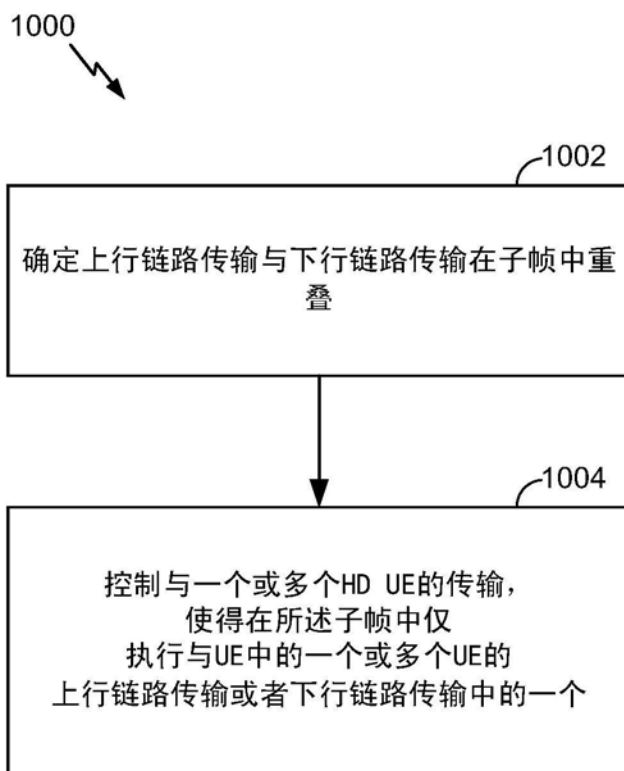 1000
1002
确定上行链路传输与下行链路传输在子帧中重
叠
1004
控制与一个或多个HD UE的传输,
使得在所述子帧中仅
执行与UE中的一个或多个UE的
上行链路传输或者下行链路传输中的一个